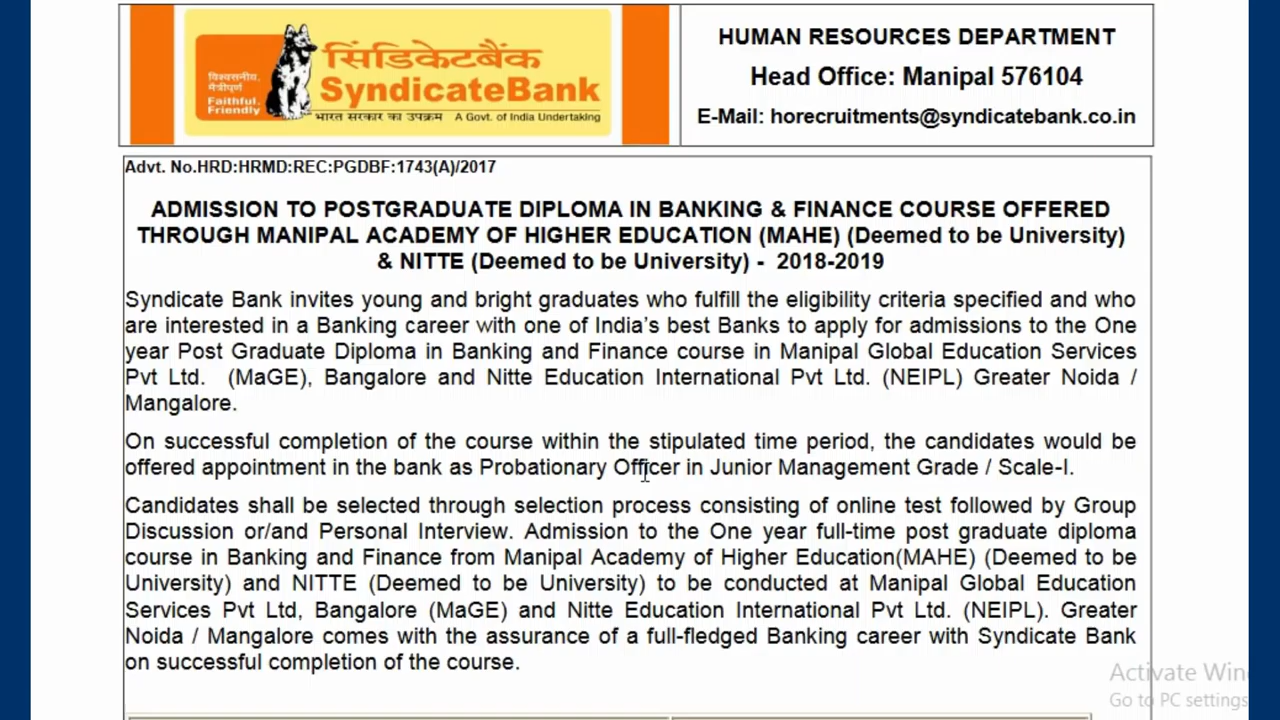 विश्वसनीय,
मैत्रीपूर्ण
Faithful,
Friendly
सिंडिकेटबैंक
SyndicateBank
भारत सरकार का उपक्रम A Govt. of India Undertaking
HUMAN RESOURCES DEPARTMENT
Head Office: Manipal 576104
E-Mail: horecruitments@syndicatebank.co.in
Advt. No.HRD:HRMD:REC:PGDBF:1743(A)/2017
ADMISSION TO POSTGRADUATE DIPLOMA IN BANKING & FINANCE COURSE OFFERED
THROUGH MANIPAL ACADEMY OF HIGHER EDUCATION (MAHE) (Deemed to be University)
& NITTE (Deemed to be University) - 2018-2019
Syndicate Bank invites young and bright graduates who fulfill the eligibility criteria specified and who
are interested in a Banking career with one of India's best Banks to apply for admissions to the One
year Post Graduate Diploma in Banking and Finance course in Manipal Global Education Services
Pvt Ltd. (MaGE), Bangalore and Nitte Education International Pvt Ltd. (NEIPL) Greater Noida /
Mangalore.
On successful completion of the course within the stipulated time period, the candidates would be
offered appointment in the bank as Probationary Officer in Junior Management Grade / Scale-I.
Candidates shall be selected through selection process consisting of online test followed by Group
Discussion or/and Personal Interview. Admission to the One year full-time post graduate diploma
course in Banking and Finance from Manipal Academy of Higher Education(MAHE) (Deemed to be
University) and NITTE (Deemed to be University) to be conducted at Manipal Global Education
Services Pvt Ltd, Bangalore (MaGE) and Nitte Education International Pvt Ltd. (NEIPL). Greater
Noida / Mangalore comes with the assurance of a full-fledged Banking career with Syndicate Bank
on successful completion of the course.
Activate Win
Go to PC settings